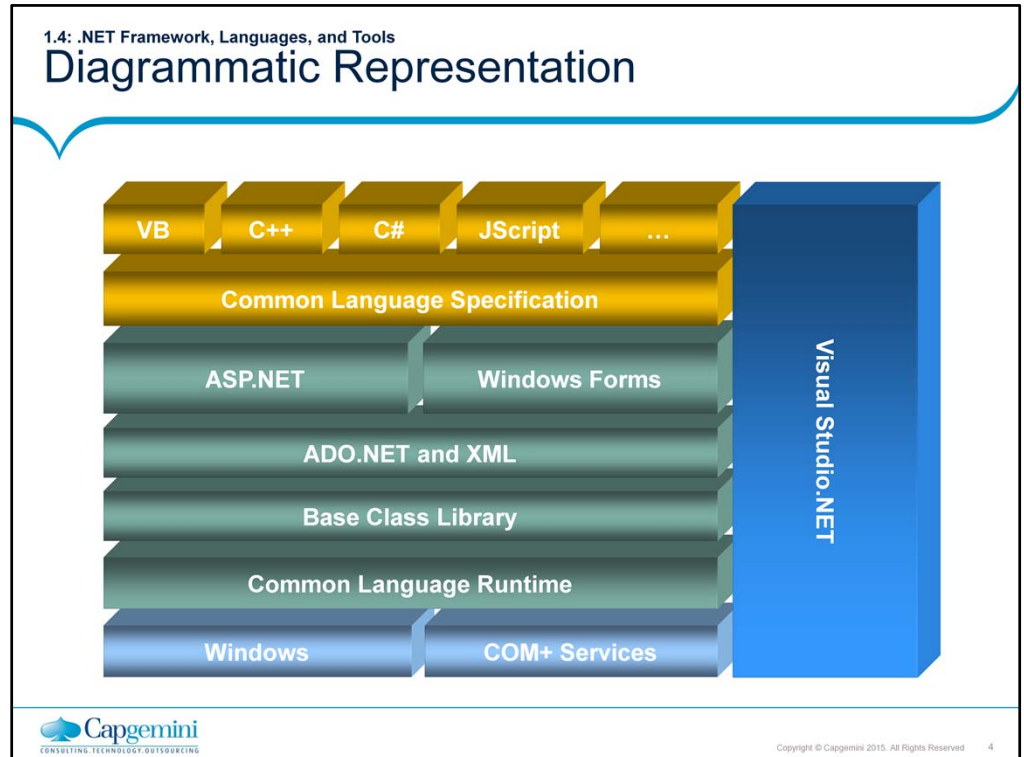 1.4: .NET Framework, Languages, and Tools
Diagrammatic Representation
VB
C++
C#
JScript
...
Common Language Specification
ASP.NET
Windows Forms
ADO.NET and XML
Base Class Library
Common Language Runtime
Windows
COM+ Services
Visual Studio.NET
Capgemini
CONSULTING.TECHNOLOGY.OUTSOURCING
Copyright © Capgemini 2015. All Rights Reserved 4